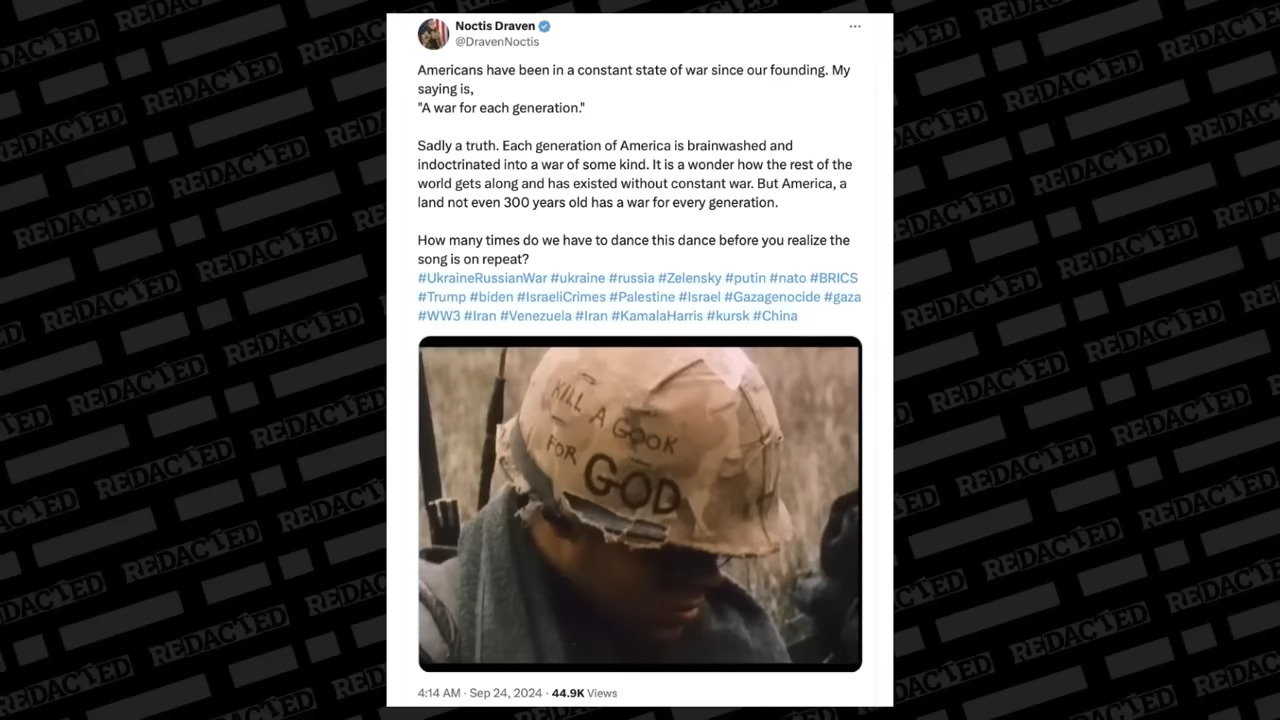 Noctis Draven
@DravenNoctis
Americans have been in a constant state of war since our founding. My
saying is,
"A war for each generation."
Sadly a truth. Each generation of America is brainwashed and
indoctrinated into a war of some kind. It is a wonder how the rest of the
world gets along and has existed without constant war. But America, a
land not even 300 years old has a war for every generation.
How many times do we have to dance this dance before you realize the
song is on repeat?
#UkraineRussianWar #ukraine #russia #Zelensky #putin #nato #BRICS
#Trump #biden #IsraeliCrimes #Palestine #Israel #Gazagenocide #gaza
#WW3 #Iran #Venezuela #Iran #KamalaHarris #kursk #China
KILL A GOOK
FOR GOD
4:14 AM · Sep 24, 2024 · 44.9K Views
REDACTED